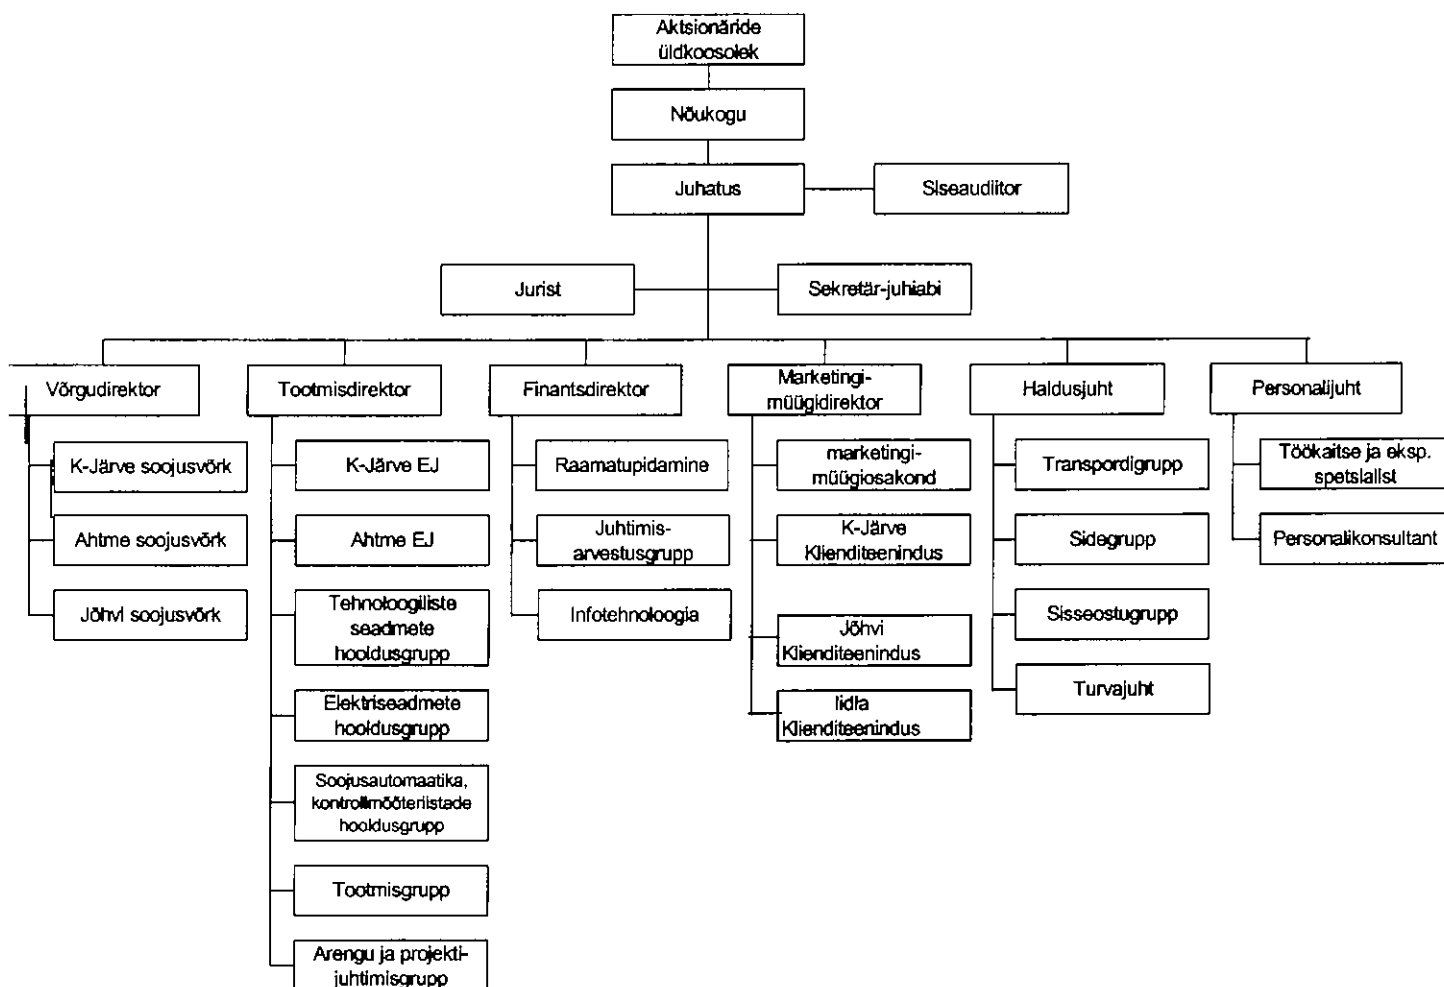 Aktsionäride
üldkoosolek
Nõukogu
Juhatus
Siseaudiitor
Jurist
Sekretär-juhiabi
Võrgudirektor
Tootmisdirektor
Finantsdirektor
Marketingi-
müügidirektor
Haldusjuht
Personalijuht
K-Järve soojusvõrk
Ahtme soojusvõrk
Jõhvi soojusvõrk
K-Järve EJ
Ahtme EJ
Tehnoloogiliste
seadmete
hooldusgrupp
Elektriseadmete
hooldusgrupp
Soojusautomaatika,
kontrollmõõteriistade
hooldusgrupp
Tootmisgrupp
Arengu ja projekti-
juhtimisgrupp
Raamatupidamine
Juhtimis-
arvestusgrupp
Infotehnoloogia
marketingi-
müügiosakond
K-Järve
Klienditeenindus
Jõhvi
Klienditeenindus
Iidla
Klienditeenindus
Transpordigrupp
Sidegrupp
Sisseostugrupp
Turvajuht
Töökaitse ja eksp.
spetsialist
Personalikonsultant